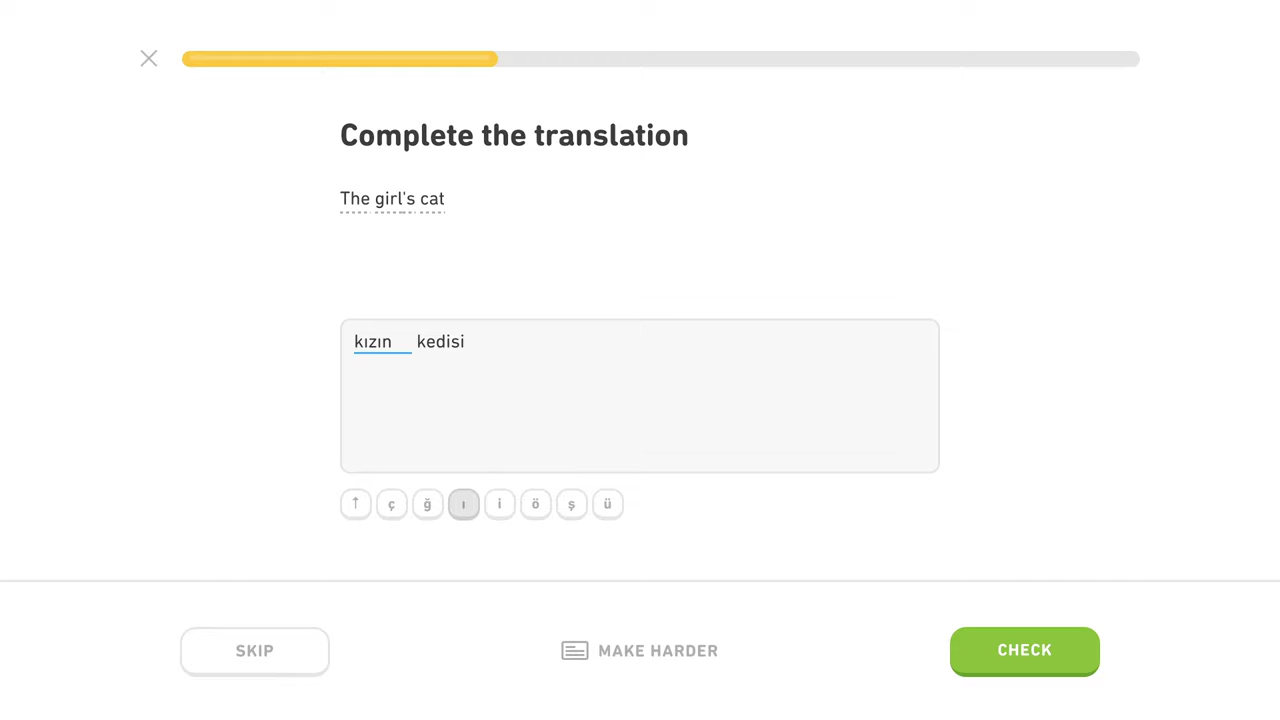 Complete the translation
The girl's cat
kızın kedisi
↑ ç ğ ı i ö ş ü
SKIP
MAKE HARDER
CHECK